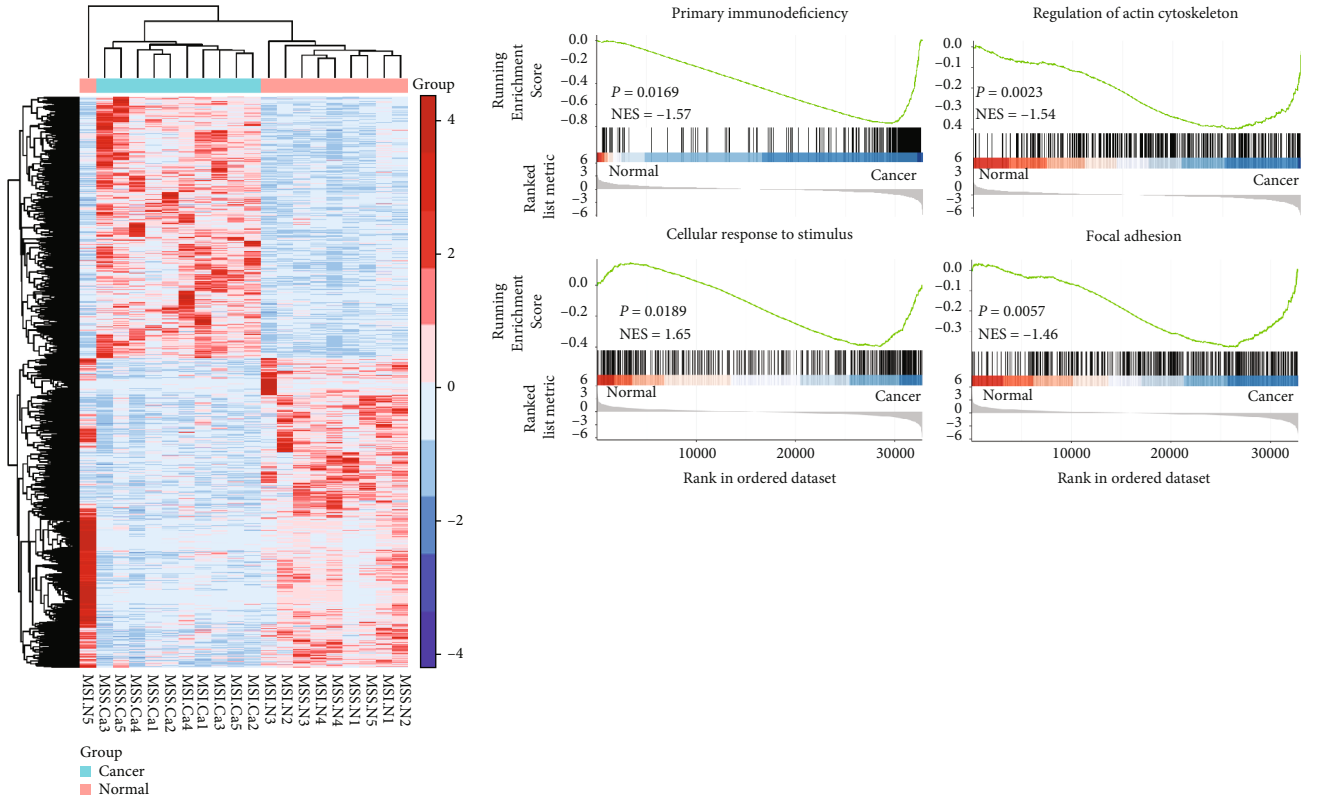 Group
4
2
0
−2
−4
MSI.N5
MSS.Ca3
MSS.Ca5
MSS.Ca4
MSS.Ca1
MSS.Ca2
MSI.Ca4
MSI.Ca1
MSI.Ca3
MSI.Ca5
MSI.Ca2
MSI.N3
MSI.N2
MSS.N3
MSI.N4
MSS.N4
MSS.N1
MSS.N5
MSI.N1
MSS.N2
Group
Cancer
Normal
Primary immunodeficiency
Running
Enrichment
Score
0.0
−0.2
−0.4
−0.6
−0.8
P = 0.0169
NES = −1.57
Ranked
list metric
6
3
0
−3
−6
Normal
Cancer
Regulation of actin cytoskeleton
0.0
−0.1
−0.2
−0.3
0.4
P = 0.0023
NES = −1.54
6
3
0
−3
−6
Normal
Cancer
Cellular response to stimulus
Running
Enrichment
Score
0.0
−0.2
−0.4
P = 0.0189
NES = 1.65
Ranked
list metric
6
3
0
−3
−6
Normal
Cancer
10000
20000
30000
Rank in ordered dataset
Focal adhesion
0.0
−0.1
−0.2
−0.3
P = 0.0057
NES = −1.46
6
3
0
−3
−6
Normal
Cancer
10000
20000
30000
Rank in ordered dataset